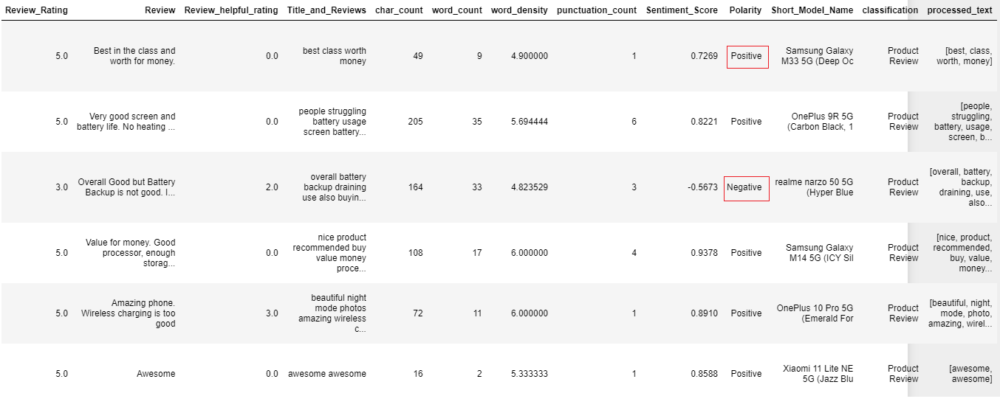 Review_Rating Review Review_helpful_rating Title_and_Reviews char_count word_count word_density punctuation_count Sentiment_Score Polarity Short_Model_Name classification processed_text
5.0 Best in the class and worth for money. 0.0 best class worth money 49 9 4.900000 1 0.7269 Positive Samsung Galaxy M33 5G (Deep Oc Product Review [best, class, worth, money]
5.0 Very good screen and battery life. No heating ... 0.0 people struggling battery usage screen battery... 205 35 5.694444 6 0.8221 Positive OnePlus 9R 5G (Carbon Black, 1 Product Review [people, struggling, battery, usage, screen, b...
3.0 Overall Good but Battery Backup is not good. I... 2.0 overall battery backup draining use also buyin... 164 33 4.823529 3 -0.5673 Negative realme narzo 50 5G (Hyper Blue Product Review [overall, battery, backup, draining, use, also...
5.0 Value for money. Good processor, enough storag... 0.0 nice product recommended buy value money proce... 108 17 6.000000 4 0.9378 Positive Samsung Galaxy M14 5G (ICY Sil Product Review [nice, product, recommended, buy, value, money...
5.0 Amazing phone. Wireless charging is too good 3.0 beautiful night mode photos amazing wireless c... 72 11 6.000000 1 0.8910 Positive OnePlus 10 Pro 5G (Emerald For Product Review [beautiful, night, mode, photo, amazing, wirel...
5.0 Awesome 0.0 awesome awesome 16 2 5.333333 1 0.8588 Positive Xiaomi 11 Lite NE 5G (Jazz Blu Product Review [awesome, awesome]